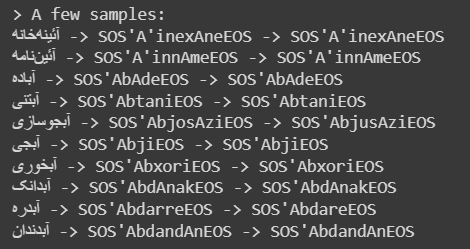 > A few samples:
آئینه‌خانه -> SOS'A'inexAneEOS -> SOS'A'inexAneEOS
آئین‌نامه -> SOS'A'innAmeEOS -> SOS'A'innAmeEOS
آباده -> SOS'AbAdeEOS -> SOS'AbAdeEOS
آبتنی -> SOS'AbtaniEOS -> SOS'AbtaniEOS
آبجوسازی -> SOS'AbjosAziEOS -> SOS'AbjusAziEOS
آبجی -> SOS'AbjiEOS -> SOS'AbjiEOS
آبخوری -> SOS'AbxoriEOS -> SOS'AbxoriEOS
آبدانک -> SOS'AbdAnakEOS -> SOS'AbdAnakEOS
آبدره -> SOS'AbdarreEOS -> SOS'AbdareEOS
آبدندان -> SOS'AbdandAnEOS -> SOS'AbdandAnEOS